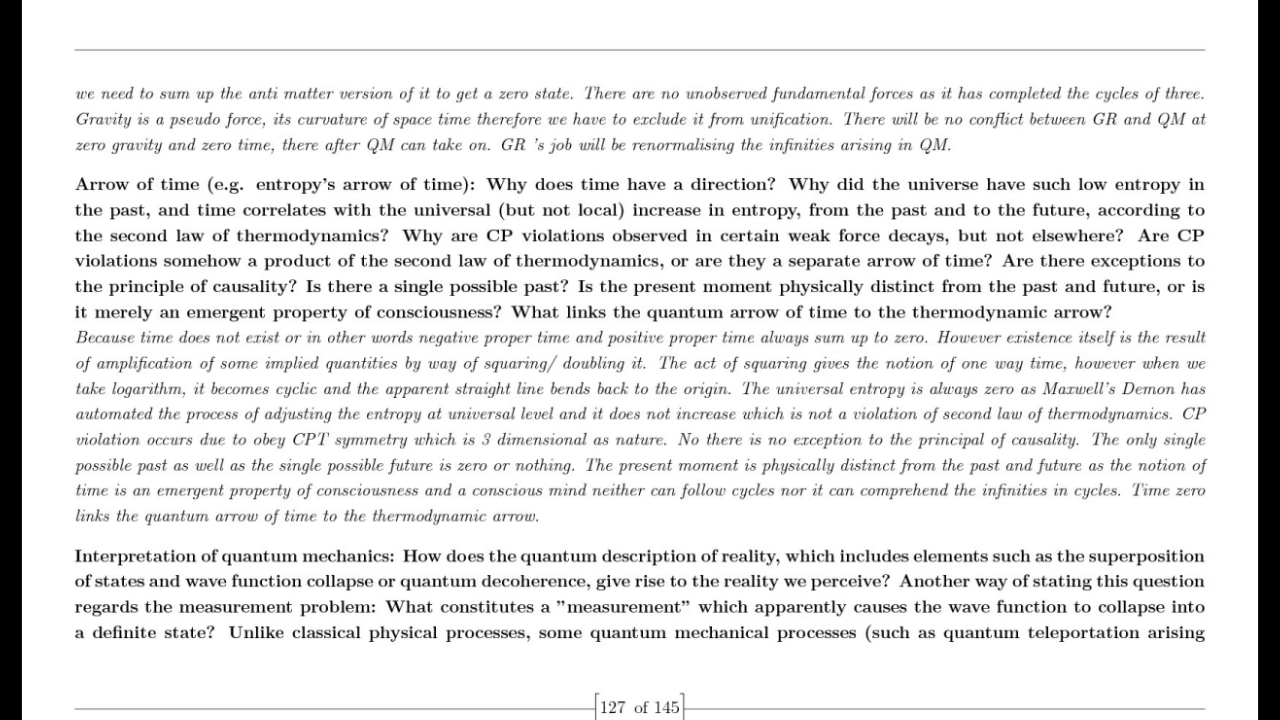 we need to sum up the anti matter version of it to get a zero state. There are no unobserved fundamental forces as it has completed the cycles of three.
Gravity is a pseudo force, its curvature of space time therefore we have to exclude it from unification. There will be no conflict between GR and QM at
zero gravity and zero time, there after QM can take on. GR 's job will be renormalising the infinities arising in QM.
Arrow of time (e.g. entropy's arrow of time): Why does time have a direction? Why did the universe have such low entropy in
the past, and time correlates with the universal (but not local) increase in entropy, from the past and to the future, according to
the second law of thermodynamics? Why are CP violations observed in certain weak force decays, but not elsewhere? Are CP
violations somehow a product of the second law of thermodynamics, or are they a separate arrow of time? Are there exceptions to
the principle of causality? Is there a single possible past? Is the present moment physically distinct from the past and future, or is
it merely an emergent property of consciousness? What links the quantum arrow of time to the thermodynamic arrow?
Because time does not exist or in other words negative proper time and positive proper time always sum up to zero. However existence itself is the result
of amplification of some implied quantities by way of squaring/ doubling it. The act of squaring gives the notion of one way time, however when we
take logarithm, it becomes cyclic and the apparent straight line bends back to the origin. The universal entropy is always zero as Maxwell's Demon has
automated the process of adjusting the entropy at universal level and it does not increase which is not a violation of second law of thermodynamics. CP
violation occurs due to obey CPT symmetry which is 3 dimensional as nature. No there is no exception to the principal of causality. The only single
possible past as well as the single possible future is zero or nothing. The present moment is physically distinct from the past and future as the notion of
time is an emergent property of consciousness and a conscious mind neither can follow cycles nor it can comprehend the infinities in cycles. Time zero
links the quantum arrow of time to the thermodynamic arrow.
Interpretation of quantum mechanics: How does the quantum description of reality, which includes elements such as the superposition
of states and wave function collapse or quantum decoherence, give rise to the reality we perceive? Another way of stating this question
regards the measurement problem: What constitutes a "measurement" which apparently causes the wave function to collapse into
a definite state? Unlike classical physical processes, some quantum mechanical processes (such as quantum teleportation arising
127 of 145